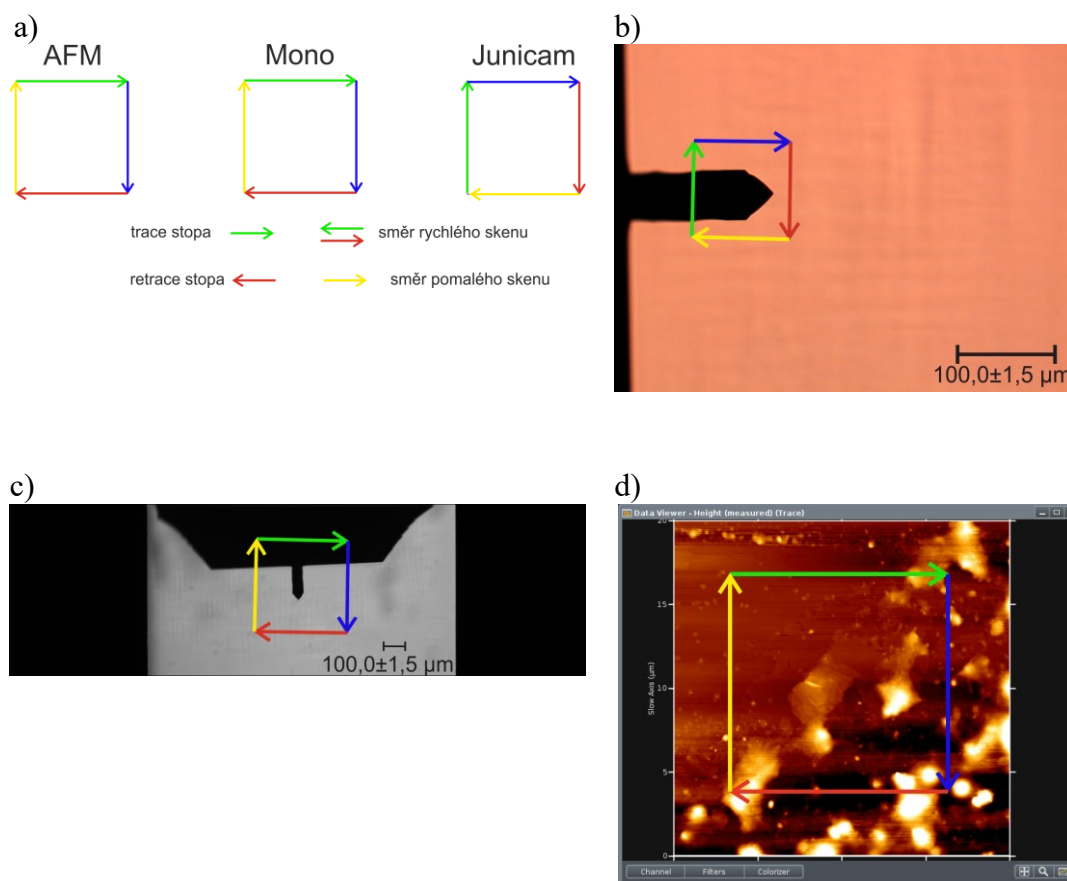 a)
AFM Mono Junicam
trace stopa směr rychlého skenu
retrace stopa směr pomalého skenu
b)
100,0±1,5 µm
c)
100,0±1,5 µm
d)
Data Viewer - Height (measured) (Trace)
20
15
10
5
0
Slow Axis (µm)
Channel Filters Colorizer